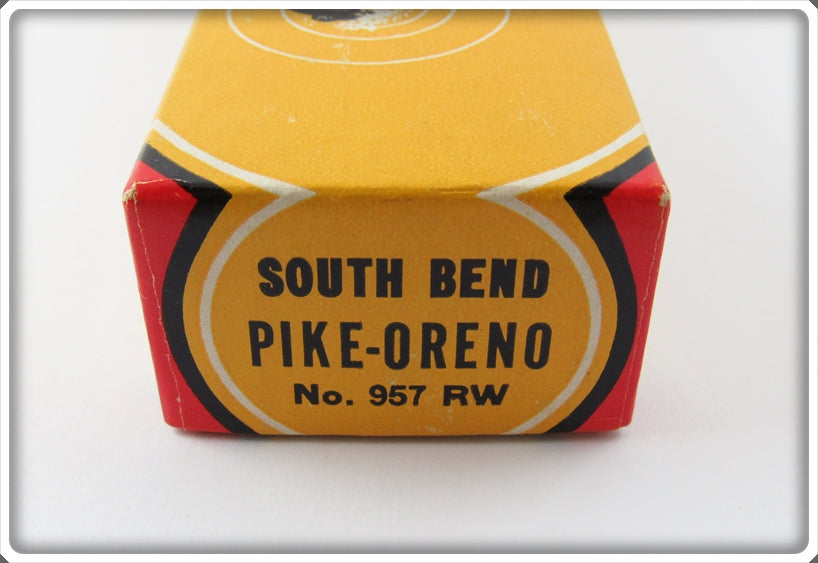 SOUTH BEND
PIKE-ORENO
No. 957 RW